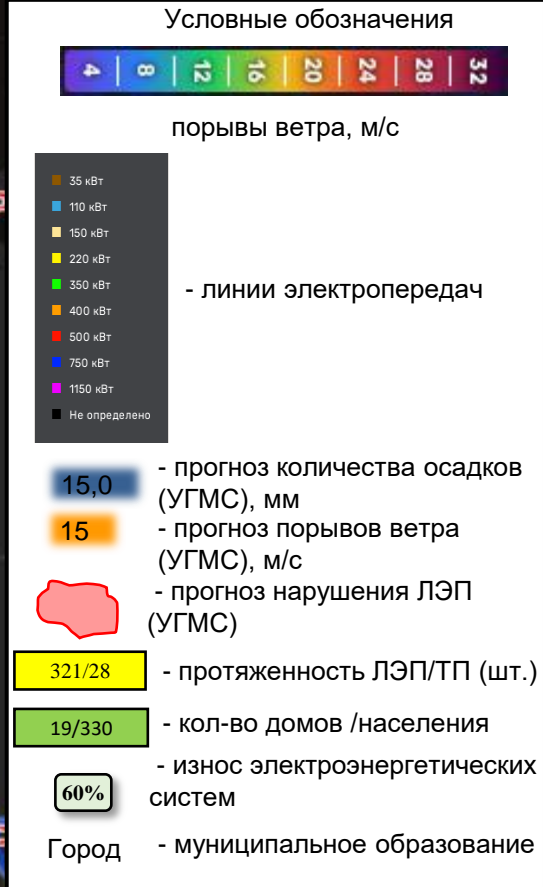 Условные обозначения
4 8 12 16 20 24 28 32
порывы ветра, м/с
35 кВт
110 кВт
150 кВт
220 кВт
350 кВт
400 кВт
500 кВт
750 кВт
1150 кВт
Не определено
- линии электропередач
15,0
- прогноз количества осадков
(УГМС), мм
15
- прогноз порывов ветра
(УГМС), м/с
- прогноз нарушения ЛЭП
(УГМС)
321/28 - протяженность ЛЭП/ТП (шт.)
19/330 - кол-во домов /населения
60%
- износ электроэнергетических
систем
Город - муниципальное образование